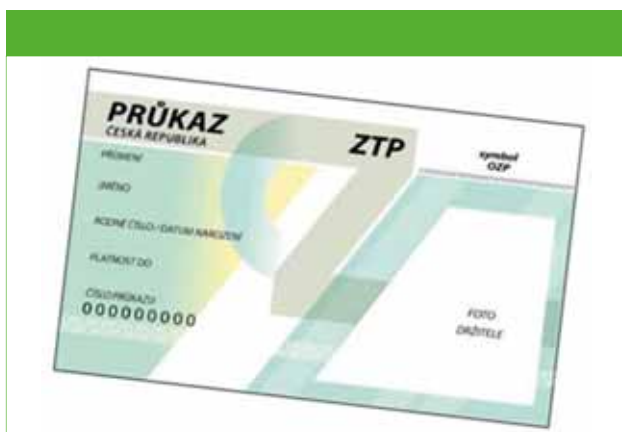 PRŮKAZ
ČESKÁ REPUBLIKA
ZTP
symbol
OZP
PŘÍJMENÍ
JMÉNO
RODNÉ ČÍSLO / DATUM NAROZENÍ
PLATNOST DO
ČÍSLO PRŮKAZU
000000000
FOTO
DRŽITELE